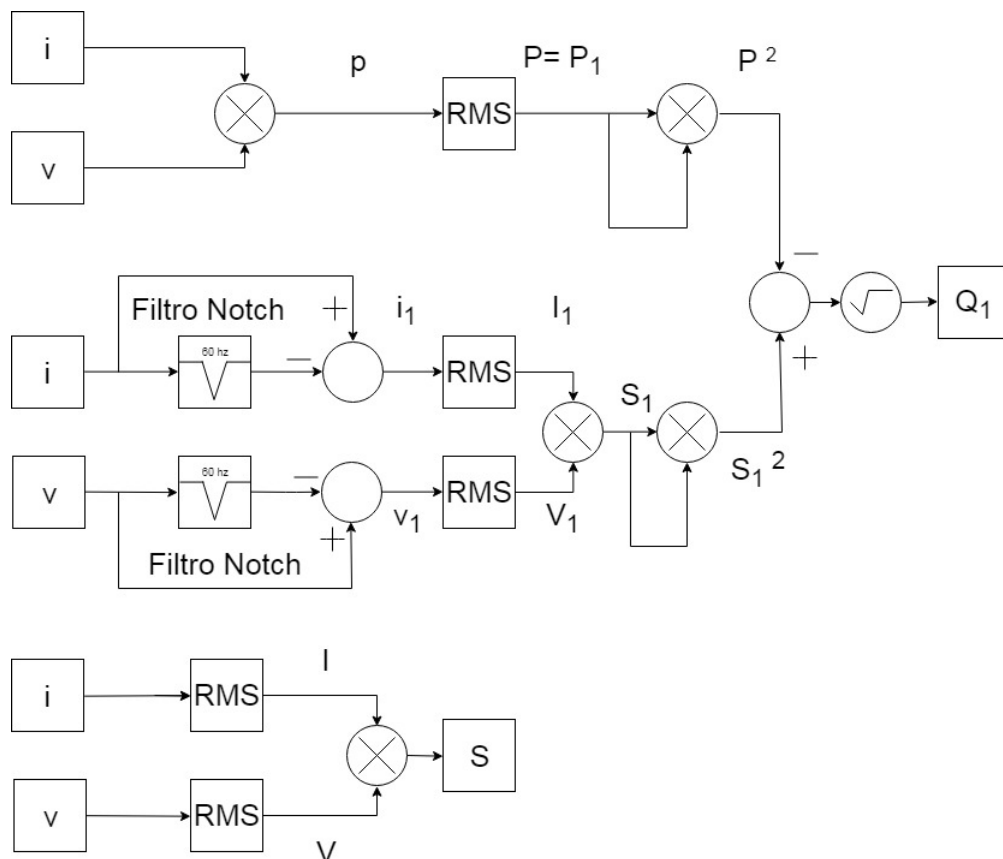 i
p
P= P₁
P ²
RMS
v
Filtro Notch
+
i₁
I₁
−
60 hz
−
i
RMS
Q₁
+
S₁
v
60 hz
−
RMS
S₁ ²
+
v₁
V₁
Filtro Notch
I
i
RMS
S
v
RMS
V